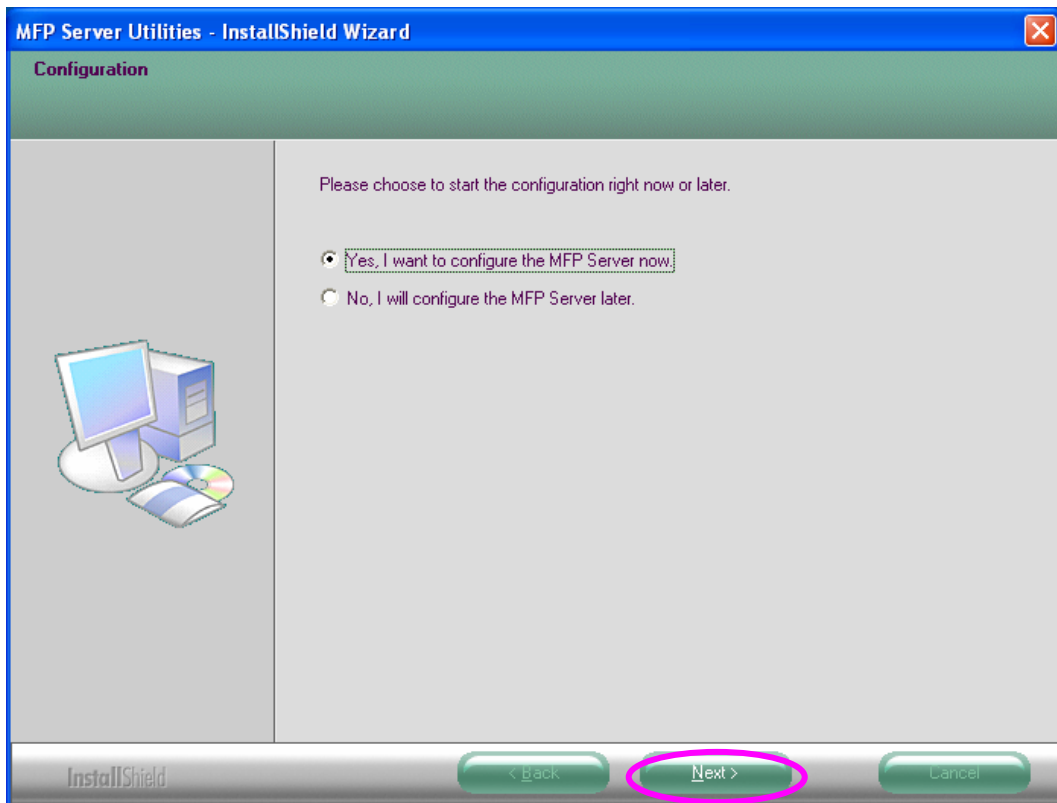 MFP Server Utilities - InstallShield Wizard
Configuration
Please choose to start the configuration right now or later.
Yes, I want to configure the MFP Server now.
No, I will configure the MFP Server later.
InstallShield
< Back
Next >
Cancel